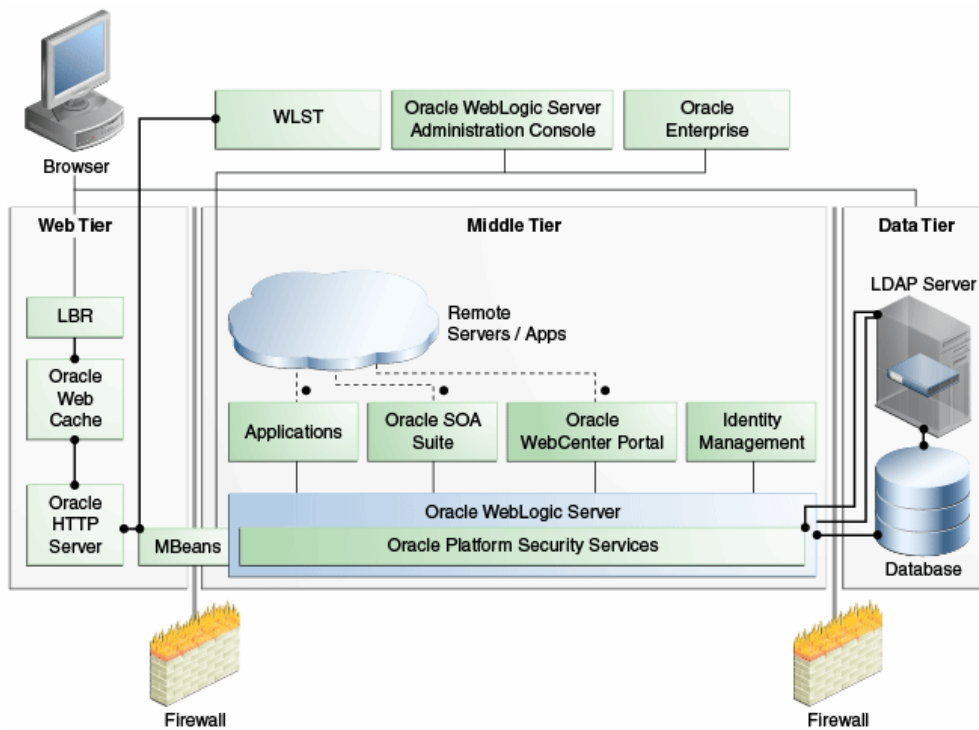 Browser
WLST
Oracle WebLogic Server
Administration Console
Oracle
Enterprise
Web Tier
Middle Tier
Data Tier
LBR
Oracle
Web
Cache
Oracle
HTTP
Server
MBeans
Remote
Servers / Apps
Applications
Oracle SOA
Suite
Oracle
WebCenter Portal
Identity
Management
Oracle WebLogic Server
Oracle Platform Security Services
LDAP Server
Database
Firewall
Firewall